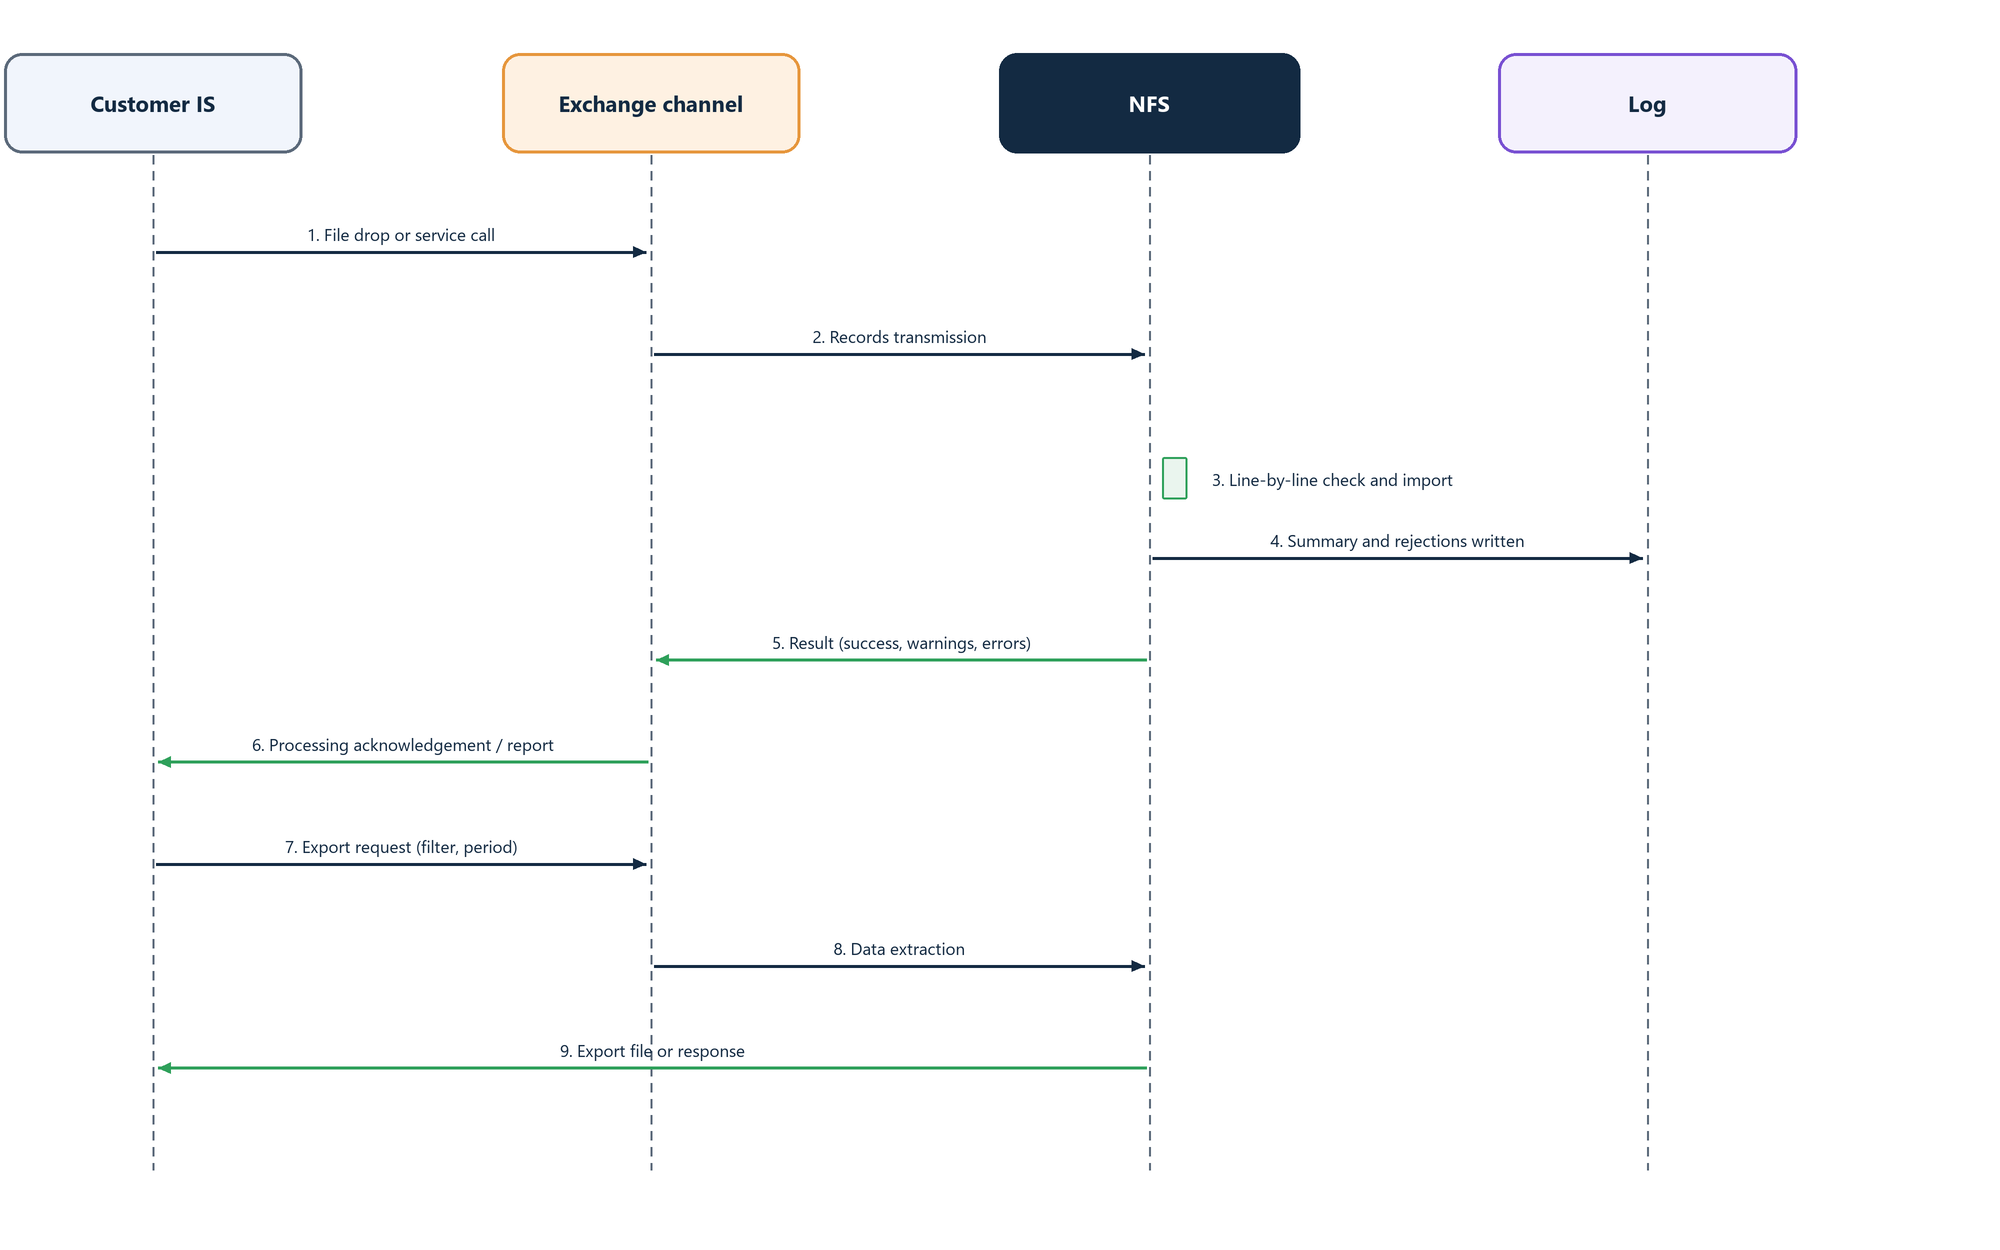 Customer IS
Exchange channel
NFS
Log
1. File drop or service call
2. Records transmission
3. Line-by-line check and import
4. Summary and rejections written
5. Result (success, warnings, errors)
6. Processing acknowledgement / report
7. Export request (filter, period)
8. Data extraction
9. Export file or response